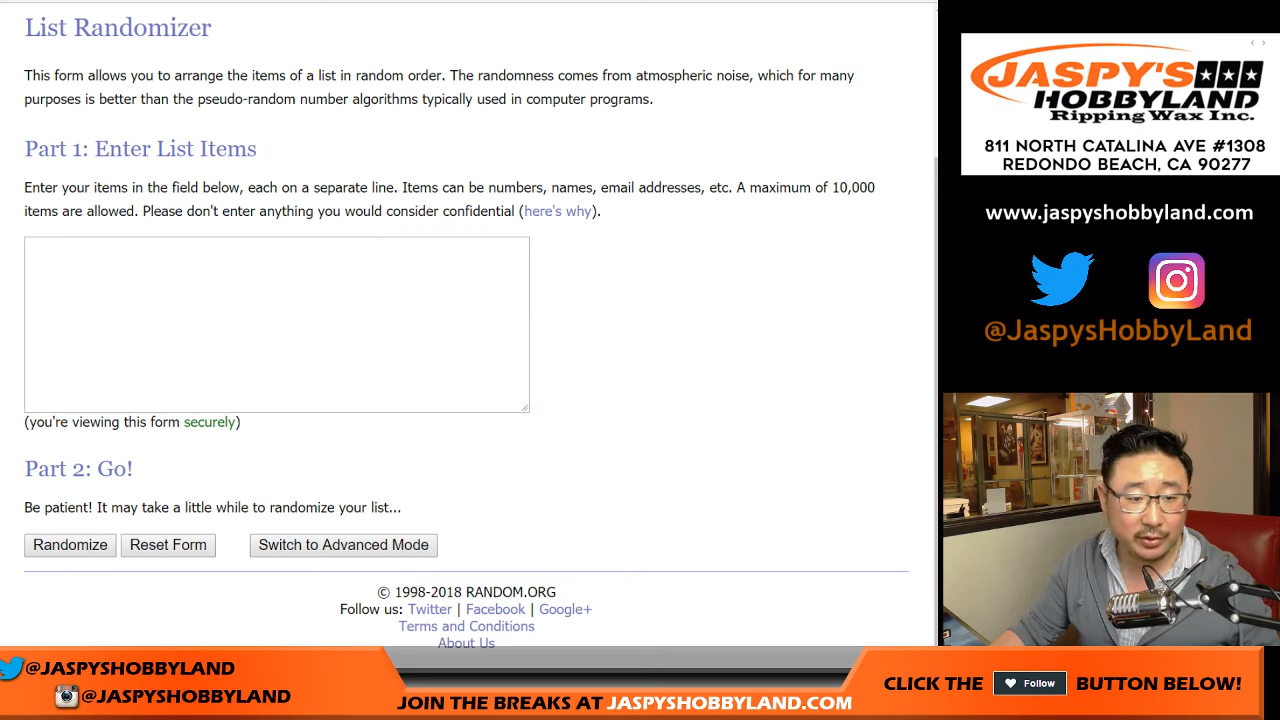 List Randomizer
This form allows you to arrange the items of a list in random order. The randomness comes from atmospheric noise, which for many
purposes is better than the pseudo-random number algorithms typically used in computer programs.
Part 1: Enter List Items
Enter your items in the field below, each on a separate line. Items can be numbers, names, email addresses, etc. A maximum of 10,000
items are allowed. Please don't enter anything you would consider confidential (here's why).
(you're viewing this form securely)
Part 2: Go!
Be patient! It may take a little while to randomize your list...
Randomize Reset Form Switch to Advanced Mode
© 1998-2018 RANDOM.ORG
Follow us: Twitter | Facebook | Google+
Terms and Conditions
About Us
JASPY'S
HOBBYLAND
Ripping Wax Inc.
811 NORTH CATALINA AVE #1308
REDONDO BEACH, CA 90277
www.jaspyshobbyland.com
@JaspysHobbyLand
@JASPYSHOBBYLAND
@JASPYSHOBBYLAND
JOIN THE BREAKS AT JASPYSHOBBYLAND.COM
CLICK THE Follow BUTTON BELOW!